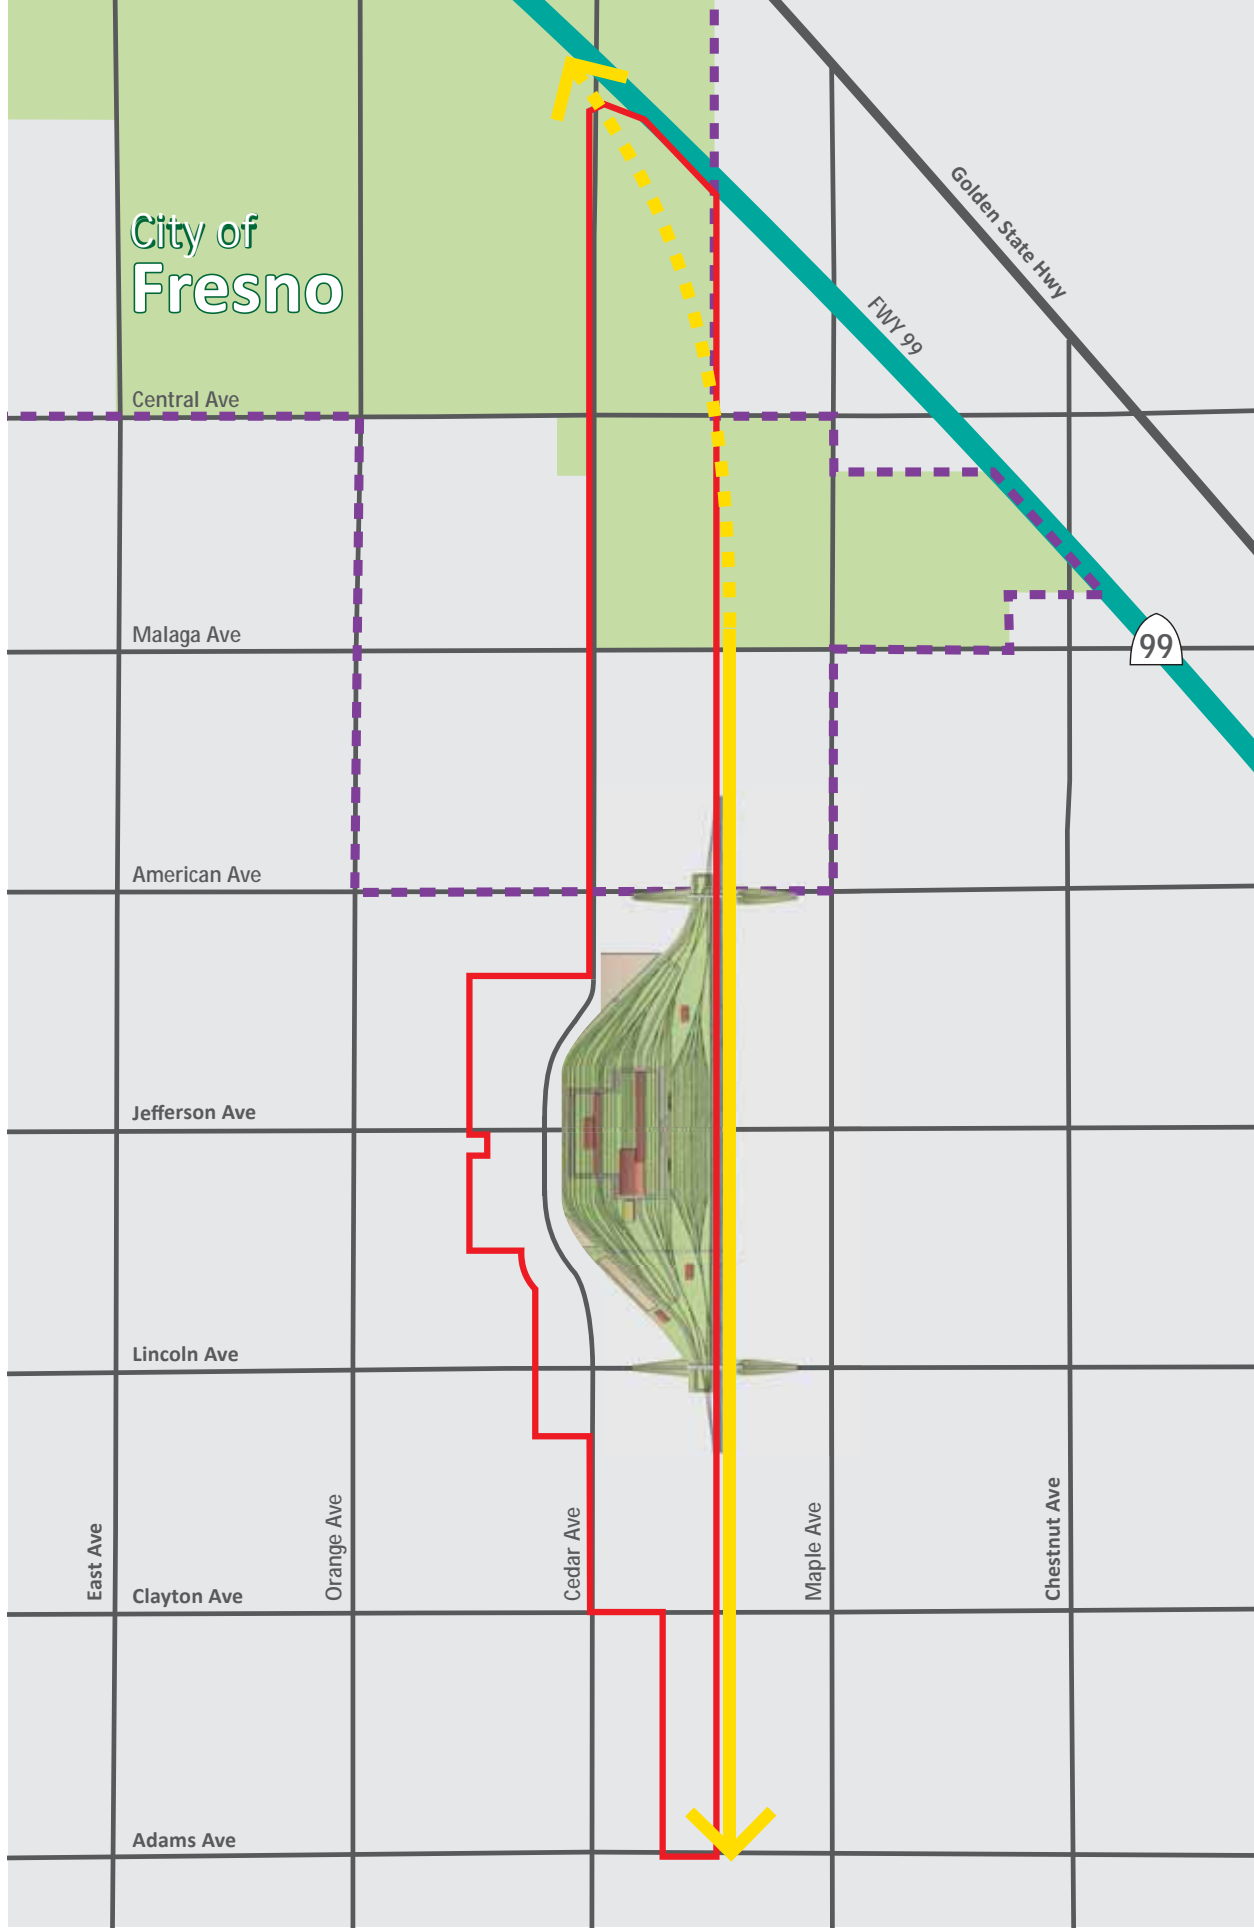 Golden State Hwy
City of
Fresno
FWY 99
Central Ave
Malaga Ave
99
American Ave
Jefferson Ave
Lincoln Ave
East Ave
Orange Ave
Cedar Ave
Maple Ave
Chestnut Ave
Clayton Ave
Adams Ave